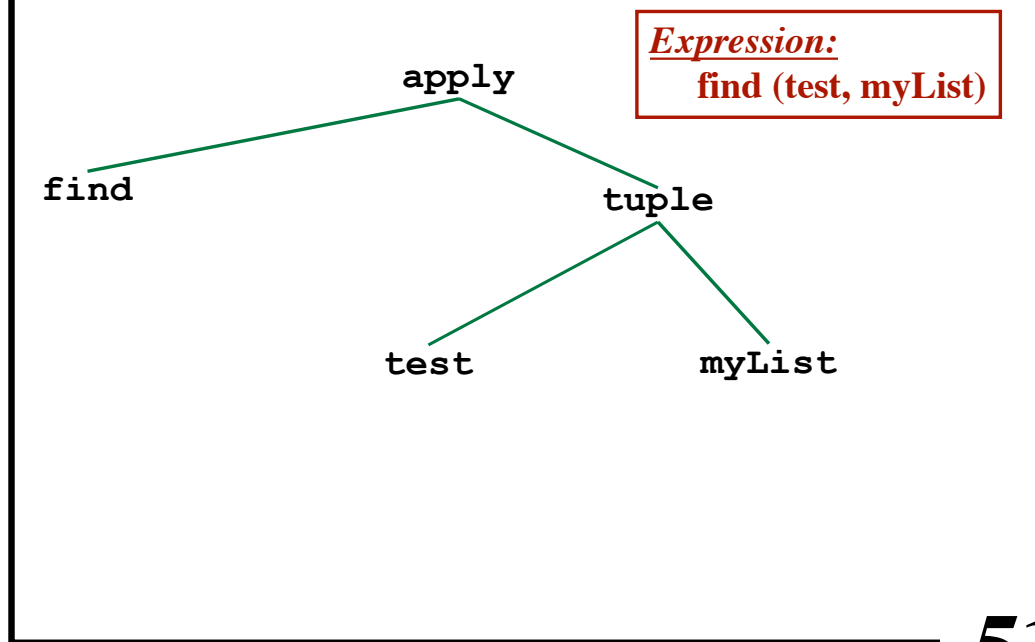 Expression:
find (test, myList)
apply
find
tuple
test
myList